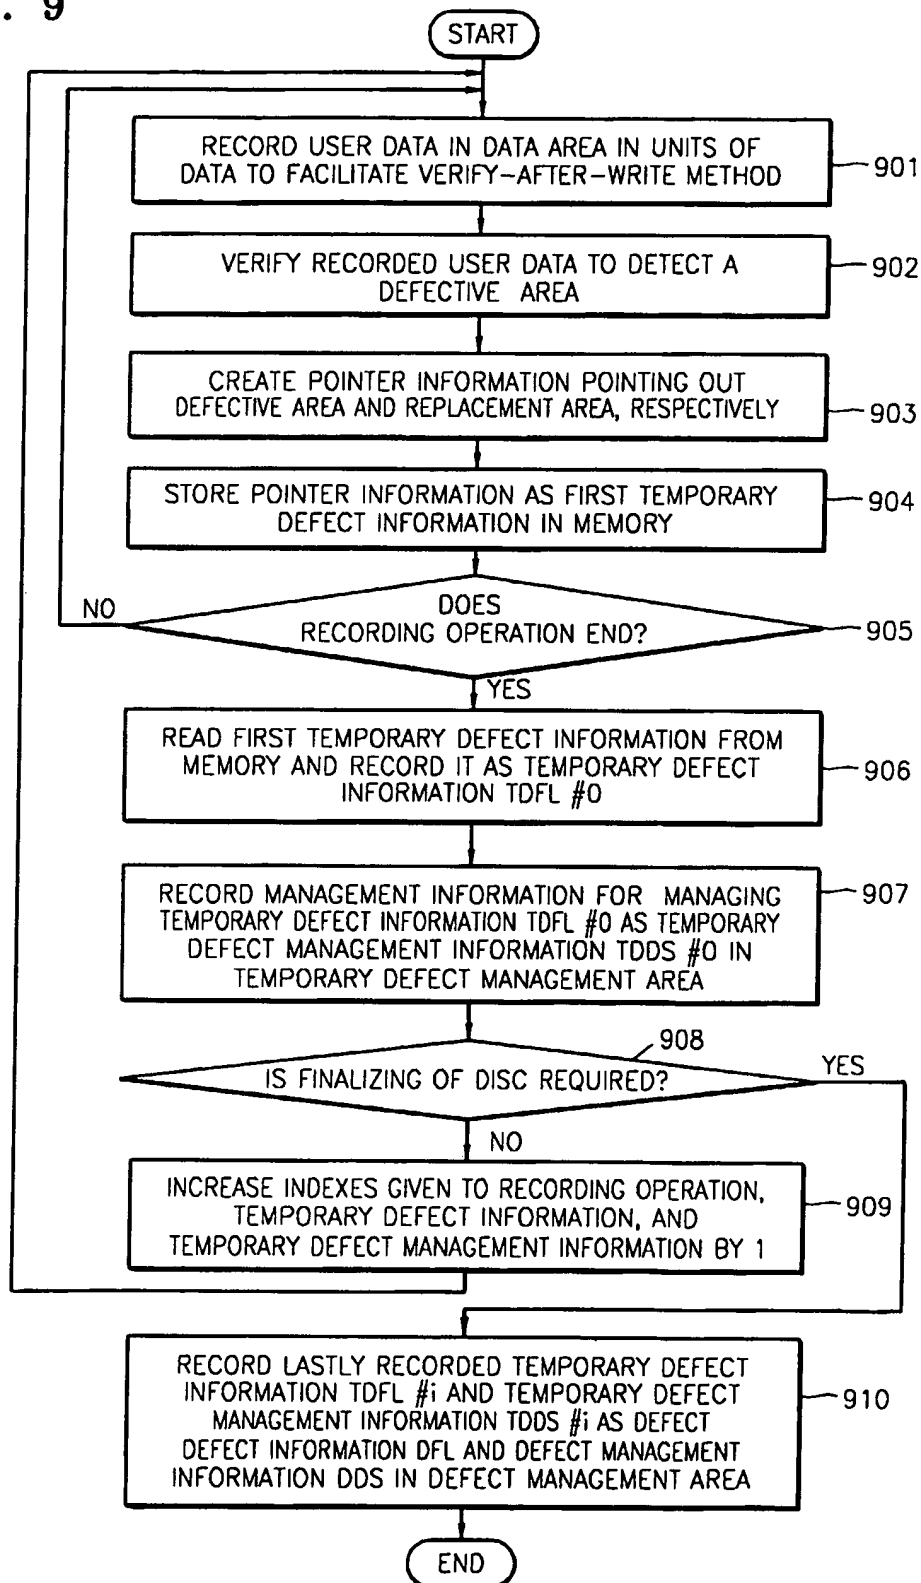 . 9
START
RECORD USER DATA IN DATA AREA IN UNITS OF
DATA TO FACILITATE VERIFY-AFTER-WRITE METHOD
901
VERIFY RECORDED USER DATA TO DETECT A
DEFECTIVE AREA
902
CREATE POINTER INFORMATION POINTING OUT
DEFECTIVE AREA AND REPLACEMENT AREA, RESPECTIVELY
903
STORE POINTER INFORMATION AS FIRST TEMPORARY
DEFECT INFORMATION IN MEMORY
904
NO
DOES
RECORDING OPERATION END?
905
YES
READ FIRST TEMPORARY DEFECT INFORMATION FROM
MEMORY AND RECORD IT AS TEMPORARY DEFECT
INFORMATION TDFL #0
906
RECORD MANAGEMENT INFORMATION FOR MANAGING
TEMPORARY DEFECT INFORMATION TDFL #0 AS TEMPORARY
DEFECT MANAGEMENT INFORMATION TDDS #0 IN
TEMPORARY DEFECT MANAGEMENT AREA
907
908
IS FINALIZING OF DISC REQUIRED?
YES
NO
INCREASE INDEXES GIVEN TO RECORDING OPERATION,
TEMPORARY DEFECT INFORMATION, AND
TEMPORARY DEFECT MANAGEMENT INFORMATION BY 1
909
RECORD LASTLY RECORDED TEMPORARY DEFECT
INFORMATION TDFL #i AND TEMPORARY DEFECT
MANAGEMENT INFORMATION TDDS #i AS DEFECT
DEFECT INFORMATION DFL AND DEFECT MANAGEMENT
INFORMATION DDS IN DEFECT MANAGEMENT AREA
910
END